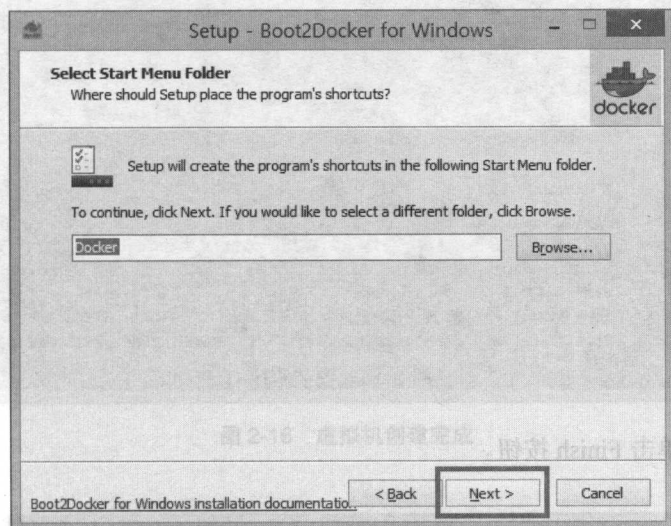 Setup - Boot2Docker for Windows
Select Start Menu Folder
Where should Setup place the program's shortcuts?
docker
Setup will create the program's shortcuts in the following Start Menu folder.
To continue, click Next. If you would like to select a different folder, click Browse.
Docker
Browse...
Boot2Docker for Windows installation documentatio..
< Back
Next >
Cancel